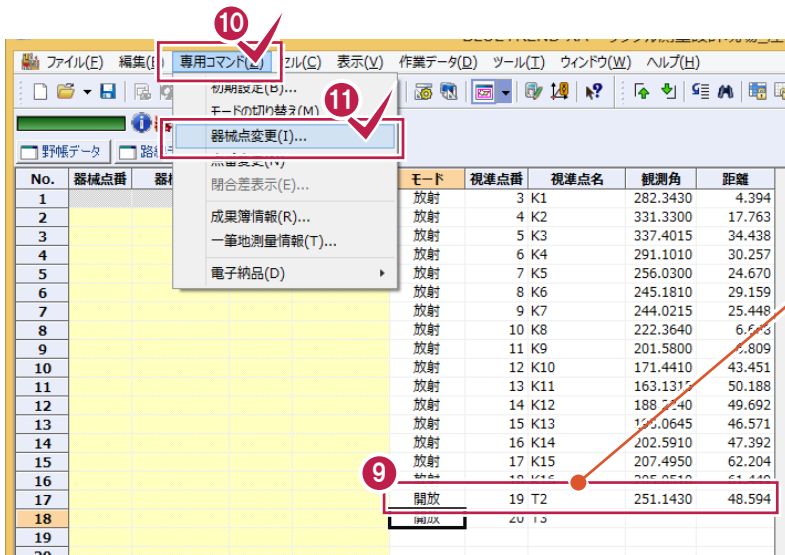 ⑩
ファイル(F) 編集(E) 専用コマンド(Z) セル(C) 表示(V) 作業データ(D) ツール(T) ウィンドウ(W) ヘルプ(H)
初期設定(B)...
モードの切り替え(M)
⑪
器械点変更(I)...
閉合差表示(E)...
成果簿情報(R)...
一筆地測量情報(T)...
電子納品(D)
野帳データ
No. 器械点番 モード 視準点番 視準点名 観測角 距離
1 放射 3 K1 282.3430 4.394
2 放射 4 K2 331.3300 17.763
3 放射 5 K3 337.4015 34.438
4 放射 6 K4 291.1010 30.257
5 放射 7 K5 256.0300 24.670
6 放射 8 K6 245.1810 29.159
7 放射 9 K7 244.0215 25.448
8 放射 10 K8 222.3640
9 放射 11 K9 201.5800
10 放射 12 K10 171.4410 43.451
11 放射 13 K11 50.188
12 放射 14 K12 49.692
13 放射 15 K13 46.571
14 放射 16 K14 202.5910 47.392
15 放射 17 K15 207.4950 62.204
16
⑨
17 開放 19 T2 251.1430 48.594
18 開放 20 T3
19